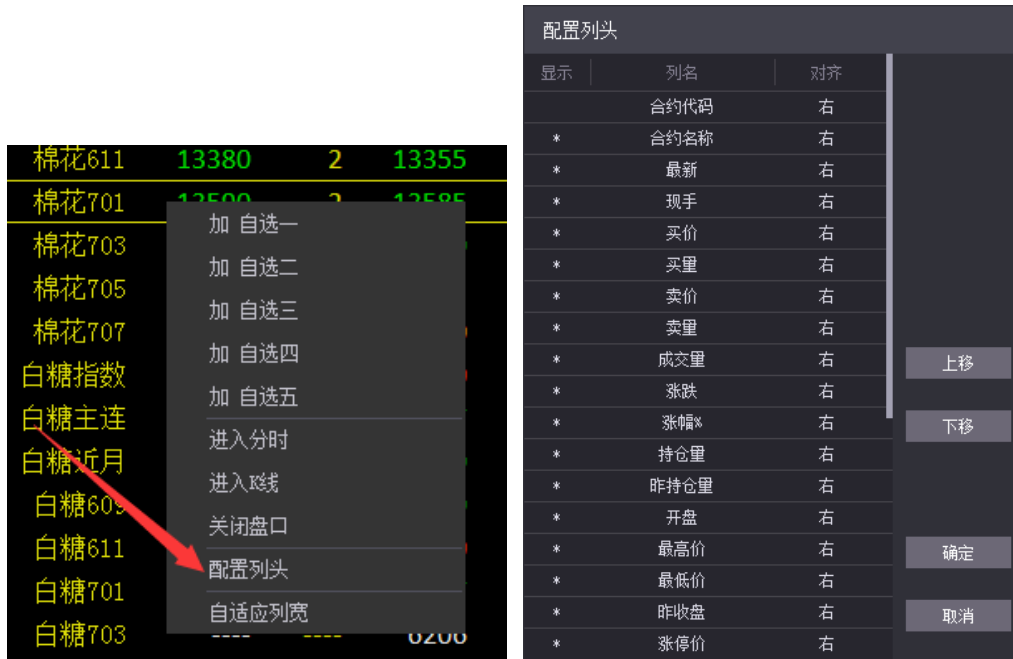 棉花611 13380 2 13355
棉花701
棉花703
棉花705
棉花707
白糖指数
白糖主连
白糖近月
白糖609
白糖611
白糖701
白糖703 ---- ---- 6206
加 自选一
加 自选二
加 自选三
加 自选四
加 自选五
进入分时
进入K线
关闭盘口
配置列头
自适应列宽
配置列头
显示 列名 对齐
合约代码 右
* 合约名称 右
* 最新 右
* 现手 右
* 买价 右
* 买量 右
* 卖价 右
* 卖量 右
* 成交量 右
* 涨跌 右
* 涨幅% 右
* 持仓量 右
* 昨持仓量 右
* 开盘 右
* 最高价 右
* 最低价 右
* 昨收盘 右
* 涨停价 右
上移
下移
确定
取消